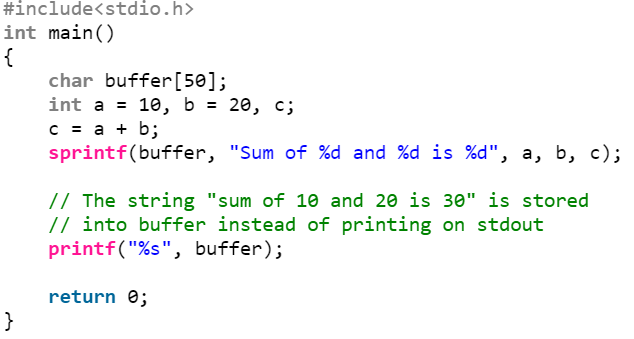 #include<stdio.h>
int main()
{
    char buffer[50];
    int a = 10, b = 20, c;
    c = a + b;
    sprintf(buffer, "Sum of %d and %d is %d", a, b, c);

    // The string "sum of 10 and 20 is 30" is stored
    // into buffer instead of printing on stdout
    printf("%s", buffer);

    return 0;
}